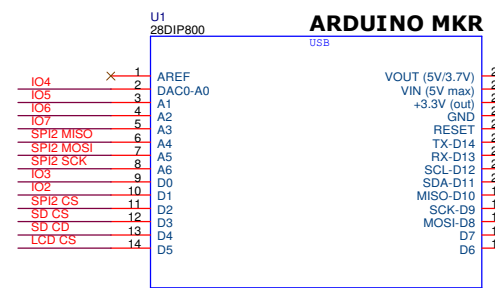 U1
28DIP800
ARDUINO MKR
USB
1 AREF VOUT (5V/3.7V)
IO4 2 DAC0-A0 VIN (5V max)
IO5 3 A1 +3.3V (out)
IO6 4 A2 GND
IO7 5 A3 RESET
SPI2 MISO 6 A4 TX-D14
SPI2 MOSI 7 A5 RX-D13
SPI2 SCK 8 A6 SCL-D12
IO3 9 D0 SDA-D11
IO2 10 D1 MISO-D10
SPI2 CS 11 D2 SCK-D9
SD CS 12 D3 MOSI-D8
SD CD 13 D4 D7
LCD CS 14 D5 D6